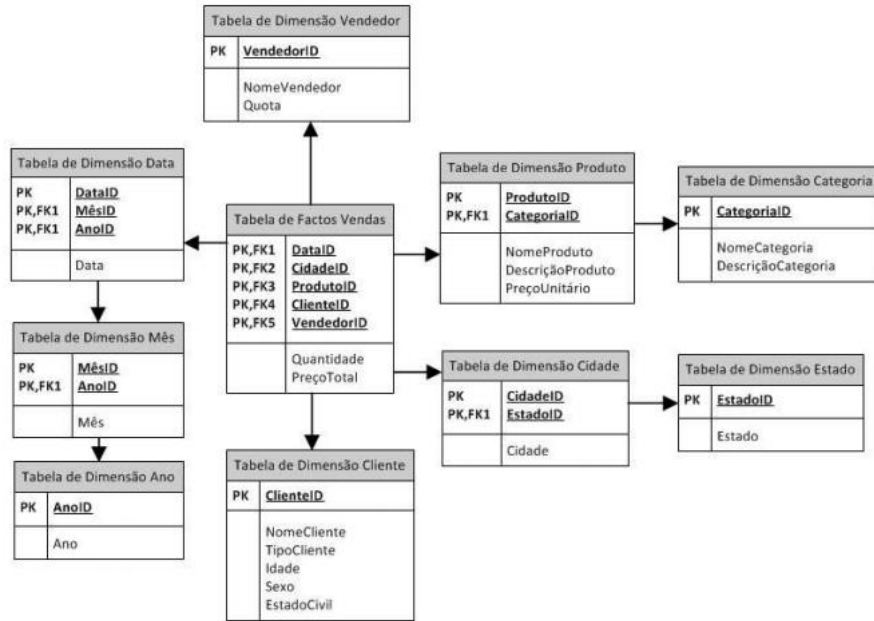 Tabela de Dimensão Vendedor
PK VendedorID
NomeVendedor
Quota
Tabela de Dimensão Data
PK DataID
PK,FK1 MêsID
PK,FK1 AnoID
Data
Tabela de Factos Vendas
PK,FK1 DataID
PK,FK2 CidadeID
PK,FK3 ProdutoID
PK,FK4 ClienteID
PK,FK5 VendedorID
Quantidade
PreçoTotal
Tabela de Dimensão Produto
PK ProdutoID
PK,FK1 CategoriaID
NomeProduto
DescriçãoProduto
PreçoUnitário
Tabela de Dimensão Categoria
PK CategoriaID
NomeCategoria
DescriçãoCategoria
Tabela de Dimensão Mês
PK MêsID
PK,FK1 AnoID
Mês
Tabela de Dimensão Cidade
PK CidadeID
PK,FK1 EstadoID
Cidade
Tabela de Dimensão Estado
PK EstadoID
Estado
Tabela de Dimensão Ano
PK AnoID
Ano
Tabela de Dimensão Cliente
PK ClienteID
NomeCliente
TipoCliente
Idade
Sexo
EstadoCivil